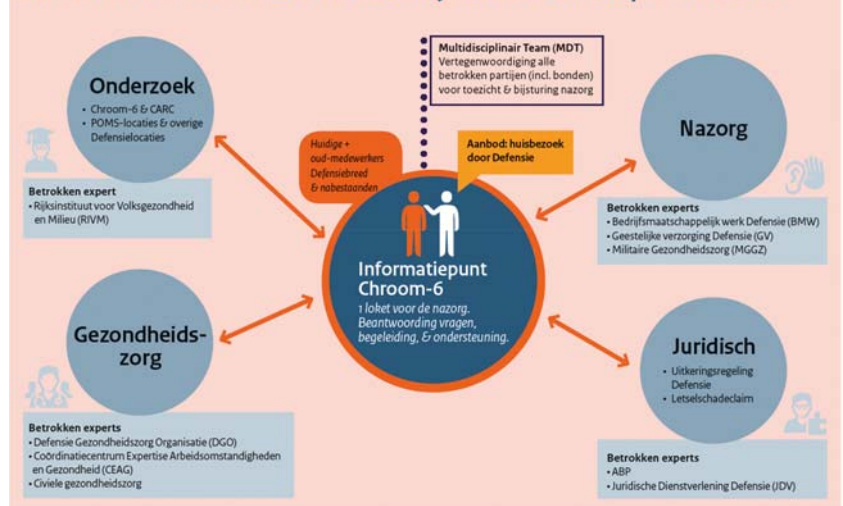 Multidisciplinair Team (MDT)
Vertegenwoordiging alle
betrokken partijen (incl. bonden)
voor toezicht & bijsturing nazorg
Onderzoek
• Chroom-6 & CARC
• POMS-locaties & overige
Defensielocaties
Betrokken expert
• Rijksinstituut voor Volksgezondheid
en Milieu (RIVM)
Huidige +
oud-medewerkers
Defensiebreed
& nabestaanden
Aanbod: huisbezoek
door Defensie
Nazorg
Betrokken experts
• Bedrijfsmaatschappelijk werk Defensie (BMW)
• Geestelijke verzorging Defensie (GV)
• Militaire Gezondheidszorg (MGGZ)
Informatiepunt
Chroom-6
1 loket voor de nazorg.
Beantwoording vragen,
begeleiding, & ondersteuning.
Gezondheids-
zorg
Betrokken experts
• Defensie Gezondheidszorg Organisatie (DGO)
• Coördinatiecentrum Expertise Arbeidsomstandigheden
en Gezondheid (CEAG)
• Civiele gezondheidszorg
Juridisch
• Uitkeringsregeling
Defensie
• Letselschadeclaim
Betrokken experts
• ABP
• Juridische Dienstverlening Defensie (JDV)